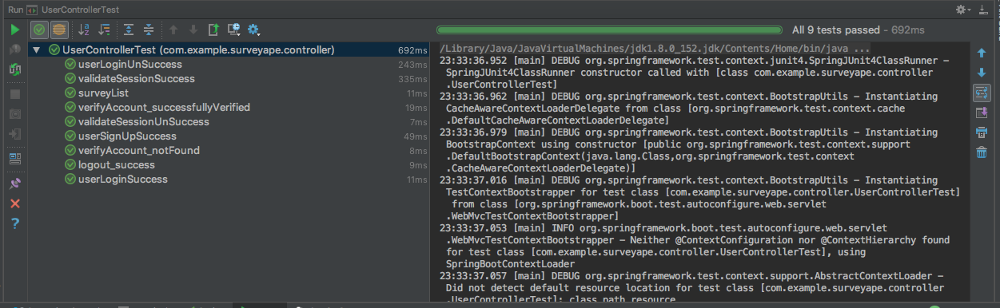 Run UserControllerTest
All 9 tests passed – 692ms
UserControllerTest (com.example.surveyape.controller) 692ms
userLoginUnSuccess 243ms
validateSessionSuccess 335ms
surveyList 11ms
verifyAccount_successfullyVerified 19ms
validateSessionUnSuccess 7ms
userSignUpSuccess 49ms
verifyAccount_notFound 8ms
logout_success 9ms
userLoginSuccess 11ms
/Library/Java/JavaVirtualMachines/jdk1.8.0_152.jdk/Contents/Home/bin/java ...
23:33:36.952 [main] DEBUG org.springframework.test.context.junit4.SpringJUnit4ClassRunner –
SpringJUnit4ClassRunner constructor called with [class com.example.surveyape.controller
.UserControllerTest]
23:33:36.962 [main] DEBUG org.springframework.test.context.BootstrapUtils – Instantiating
CacheAwareContextLoaderDelegate from class [org.springframework.test.context.cache
.DefaultCacheAwareContextLoaderDelegate]
23:33:36.979 [main] DEBUG org.springframework.test.context.BootstrapUtils – Instantiating
BootstrapContext using constructor [public org.springframework.test.context.support
.DefaultBootstrapContext(java.lang.Class,org.springframework.test.context
.CacheAwareContextLoaderDelegate)]
23:33:37.016 [main] DEBUG org.springframework.test.context.BootstrapUtils – Instantiating
TestContextBootstrapper for test class [com.example.surveyape.controller.UserControllerTest]
from class [org.springframework.boot.test.autoconfigure.web.servlet
.WebMvcTestContextBootstrapper]
23:33:37.053 [main] INFO org.springframework.boot.test.autoconfigure.web.servlet
.WebMvcTestContextBootstrapper – Neither @ContextConfiguration nor @ContextHierarchy found
for test class [com.example.surveyape.controller.UserControllerTest], using
SpringBootContextLoader
23:33:37.057 [main] DEBUG org.springframework.test.context.support.AbstractContextLoader –
Did not detect default resource location for test class [com.example.surveyape.controller
.UserControllerTest]: class path resource